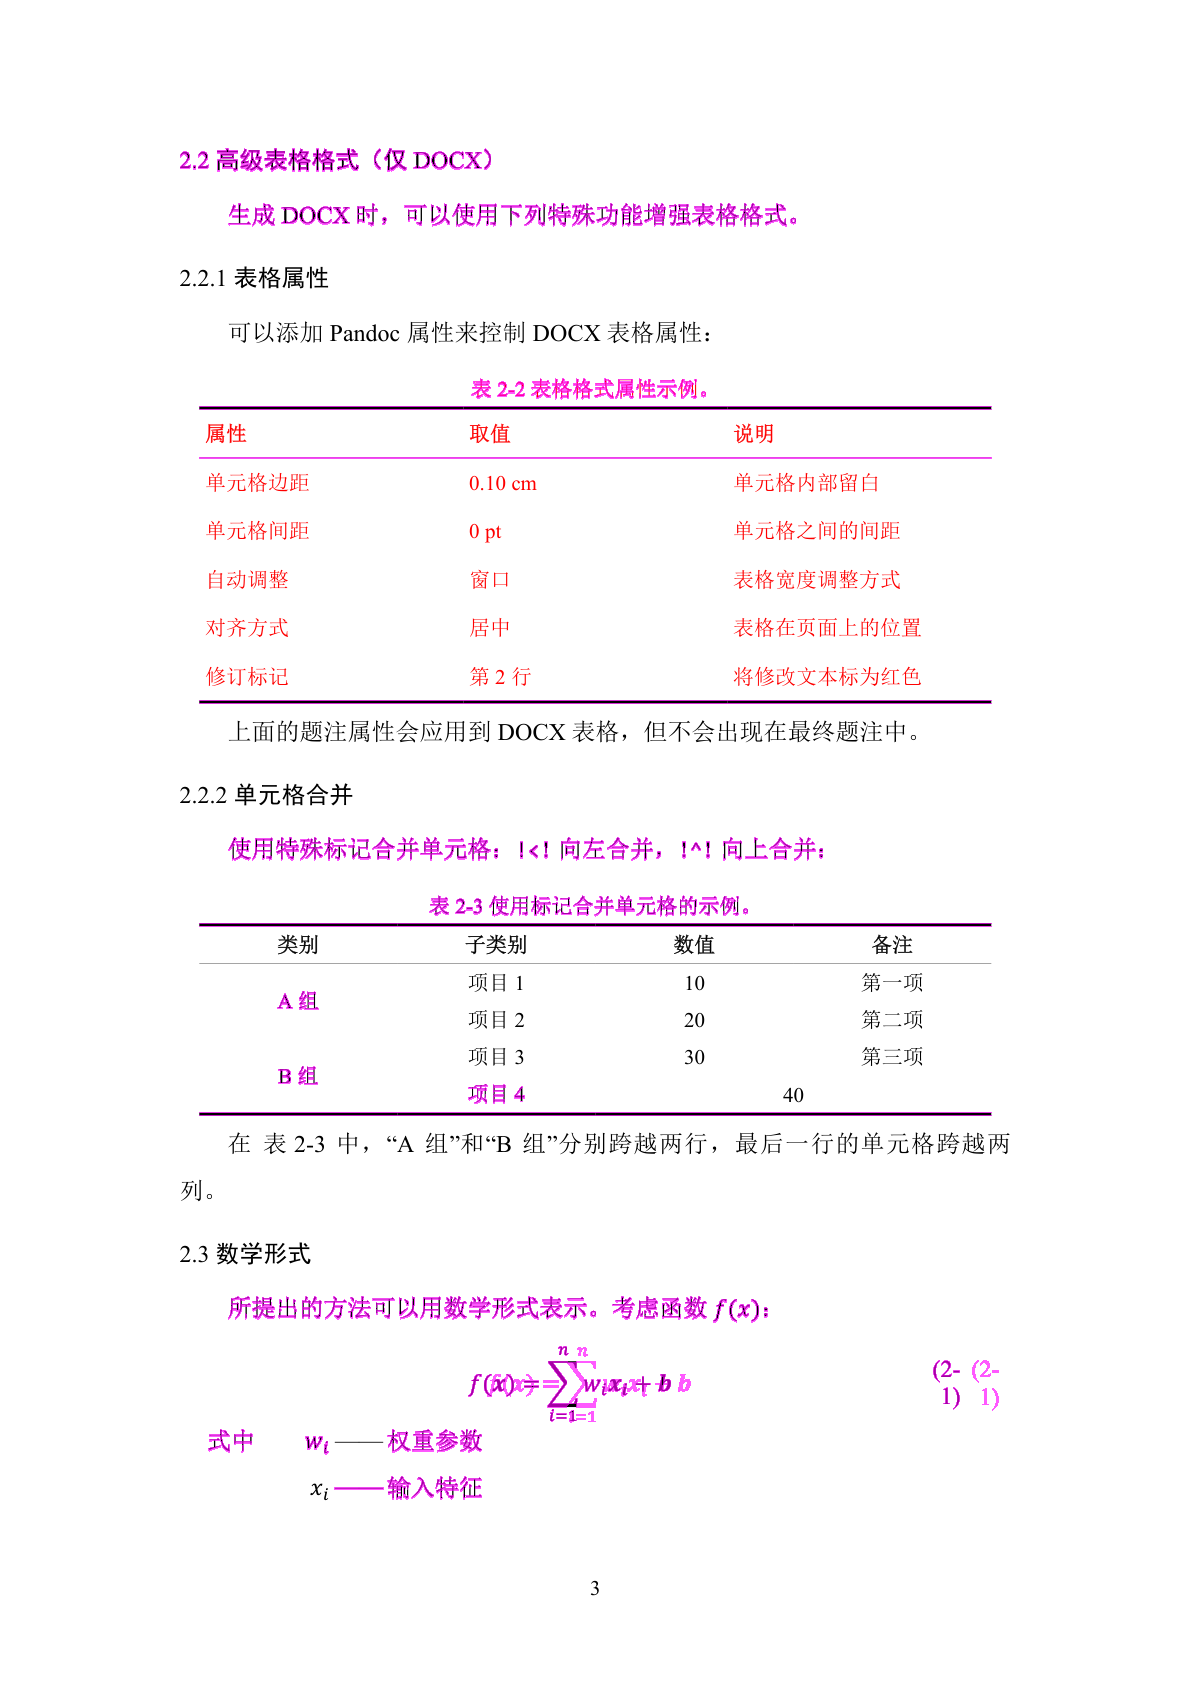 2.2 高级表格格式（仅 DOCX）
生成 DOCX 时，可以使用下列特殊功能增强表格格式。
2.2.1 表格属性
可以添加 Pandoc 属性来控制 DOCX 表格属性：
表 2-2 表格格式属性示例。
属性 取值 说明
单元格边距 0.10 cm 单元格内部留白
单元格间距 0 pt 单元格之间的间距
自动调整 窗口 表格宽度调整方式
对齐方式 居中 表格在页面上的位置
修订标记 第 2 行 将修改文本标为红色
上面的题注属性会应用到 DOCX 表格，但不会出现在最终题注中。
2.2.2 单元格合并
使用特殊标记合并单元格：!<! 向左合并，!^! 向上合并：
表 2-3 使用标记合并单元格的示例。
类别 子类别 数值 备注
A 组 项目 1 10 第一项
项目 2 20 第二项
B 组 项目 3 30 第三项
项目 4 40
在 表 2-3 中，“A 组”和“B 组”分别跨越两行，最后一行的单元格跨越两
列。
2.3 数学形式
所提出的方法可以用数学形式表示。考虑函数 f(x)：
f(x) = ∑_{i=1}^{n} w_i x_i + b (2-1) (2-1)
式中 w_i —— 权重参数
x_i —— 输入特征
3